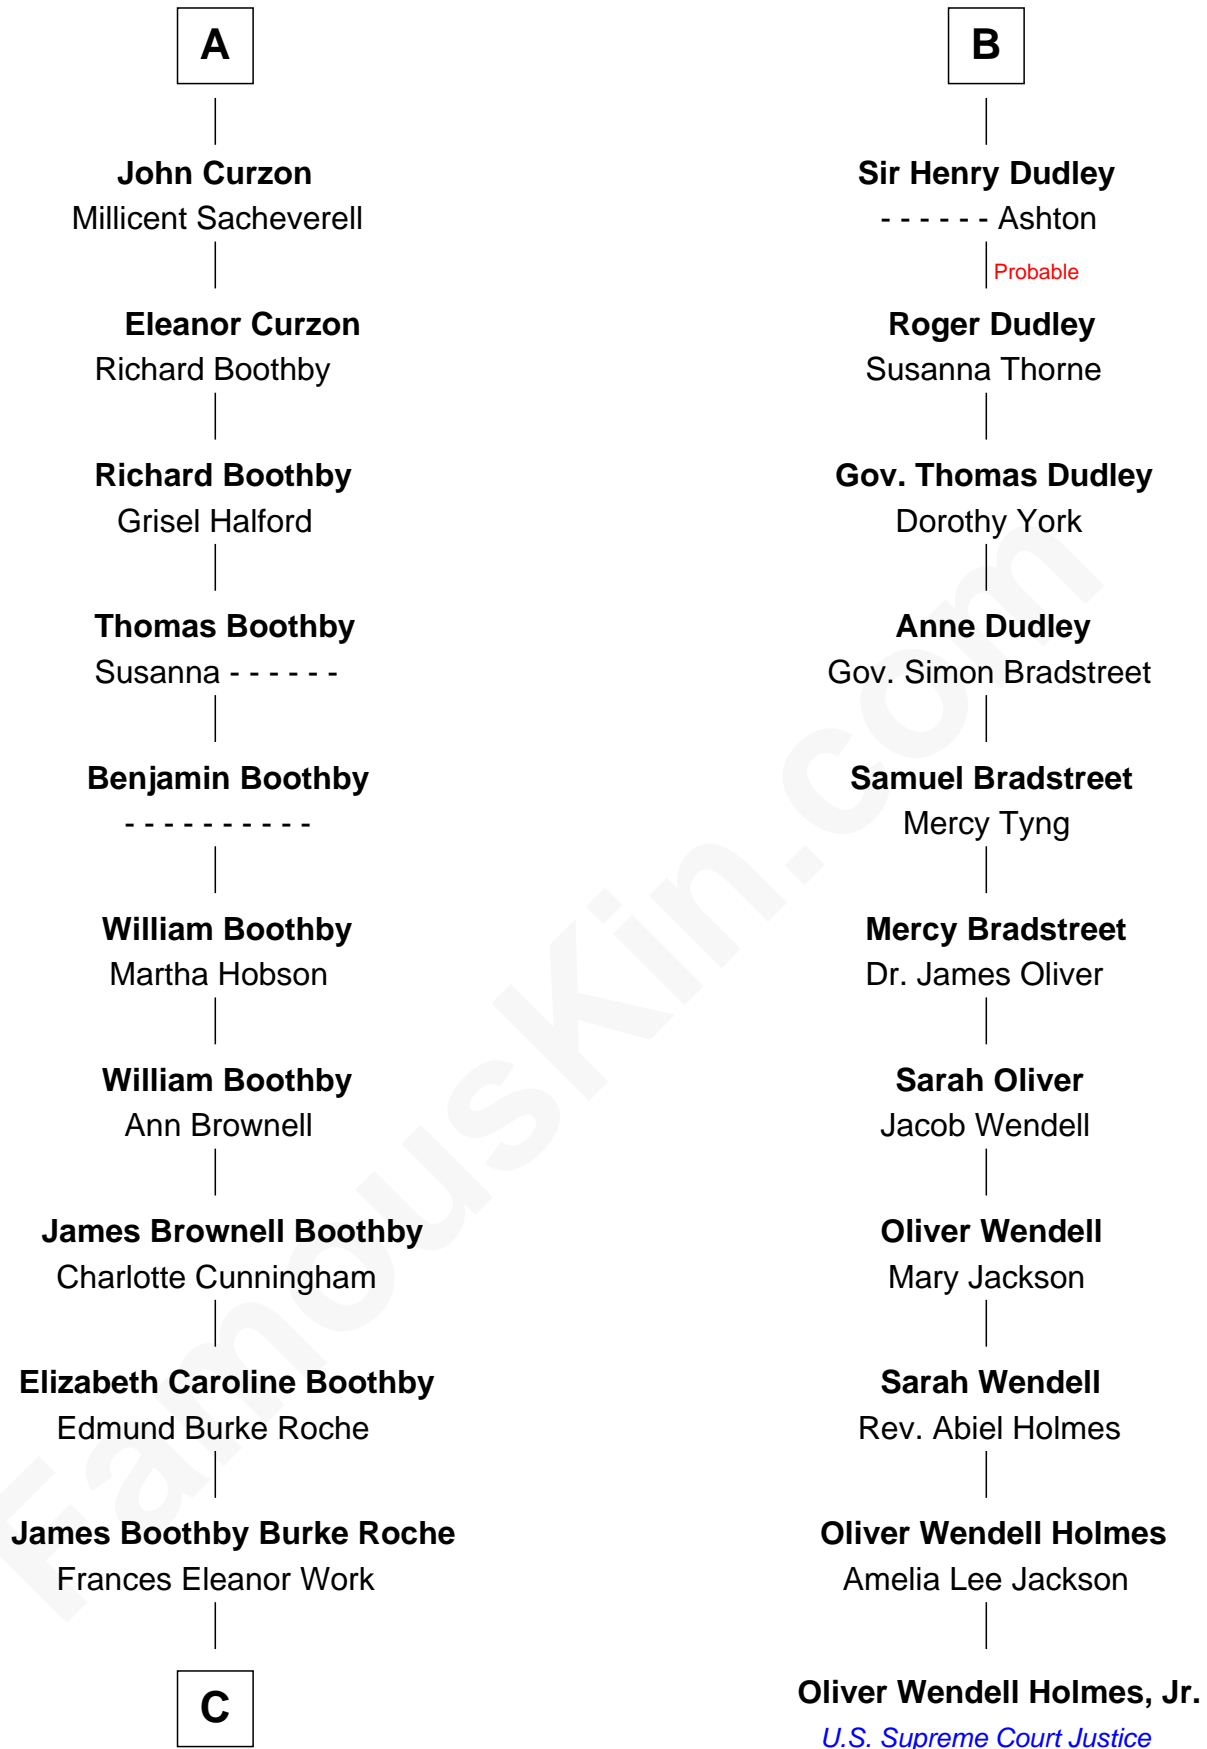 A
John Curzon
Millicent Sacheverell
Eleanor Curzon
Richard Boothby
Richard Boothby
Grisel Halford
Thomas Boothby
Susanna - - - - - -
Benjamin Boothby
- - - - - - - - - -
William Boothby
Martha Hobson
William Boothby
Ann Brownell
James Brownell Boothby
Charlotte Cunningham
Elizabeth Caroline Boothby
Edmund Burke Roche
James Boothby Burke Roche
Frances Eleanor Work
C
B
Sir Henry Dudley
- - - - - - Ashton
Probable
Roger Dudley
Susanna Thorne
Gov. Thomas Dudley
Dorothy York
Anne Dudley
Gov. Simon Bradstreet
Samuel Bradstreet
Mercy Tyng
Mercy Bradstreet
Dr. James Oliver
Sarah Oliver
Jacob Wendell
Oliver Wendell
Mary Jackson
Sarah Wendell
Rev. Abiel Holmes
Oliver Wendell Holmes
Amelia Lee Jackson
Oliver Wendell Holmes, Jr.
U.S. Supreme Court Justice
FamousKin.com